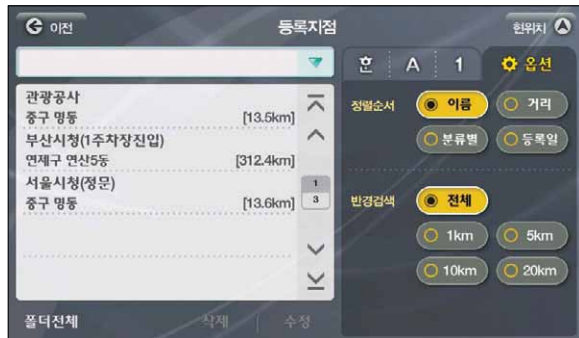 이전
등록지점
현위치
훈 A 1 옵션
관광공사
중구 명동 [13.5km]
부산시청(1주차장진입)
연제구 연산5동 [312.4km]
서울시청(정문)
중구 명동 [13.6km]
1
3
정렬순서 이름 거리
분류별 등록일
반경검색 전체
1km 5km
10km 20km
폴더전체 삭제 수정